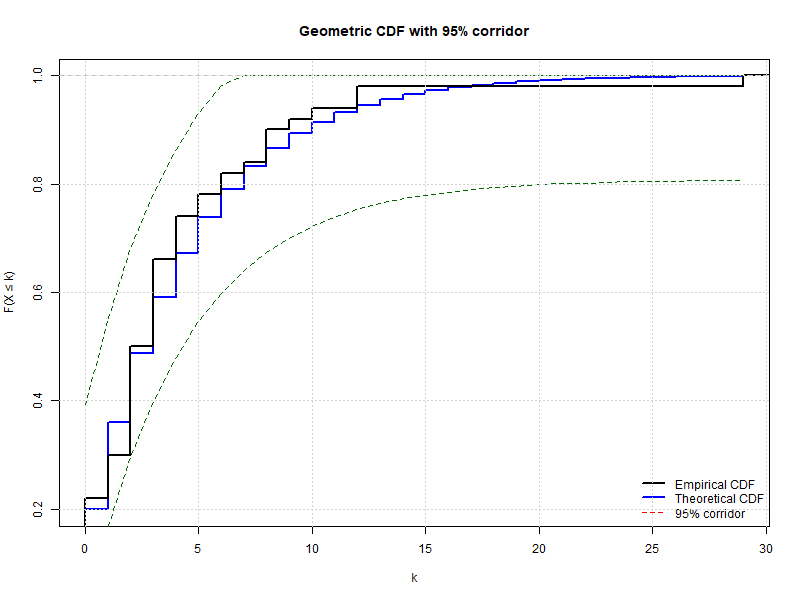 Geometric CDF with 95% corridor
F(X ≤ k)
1.0
0.8
0.6
0.4
0.2
Empirical CDF
Theoretical CDF
95% corridor
0 5 10 15 20 25 30
k